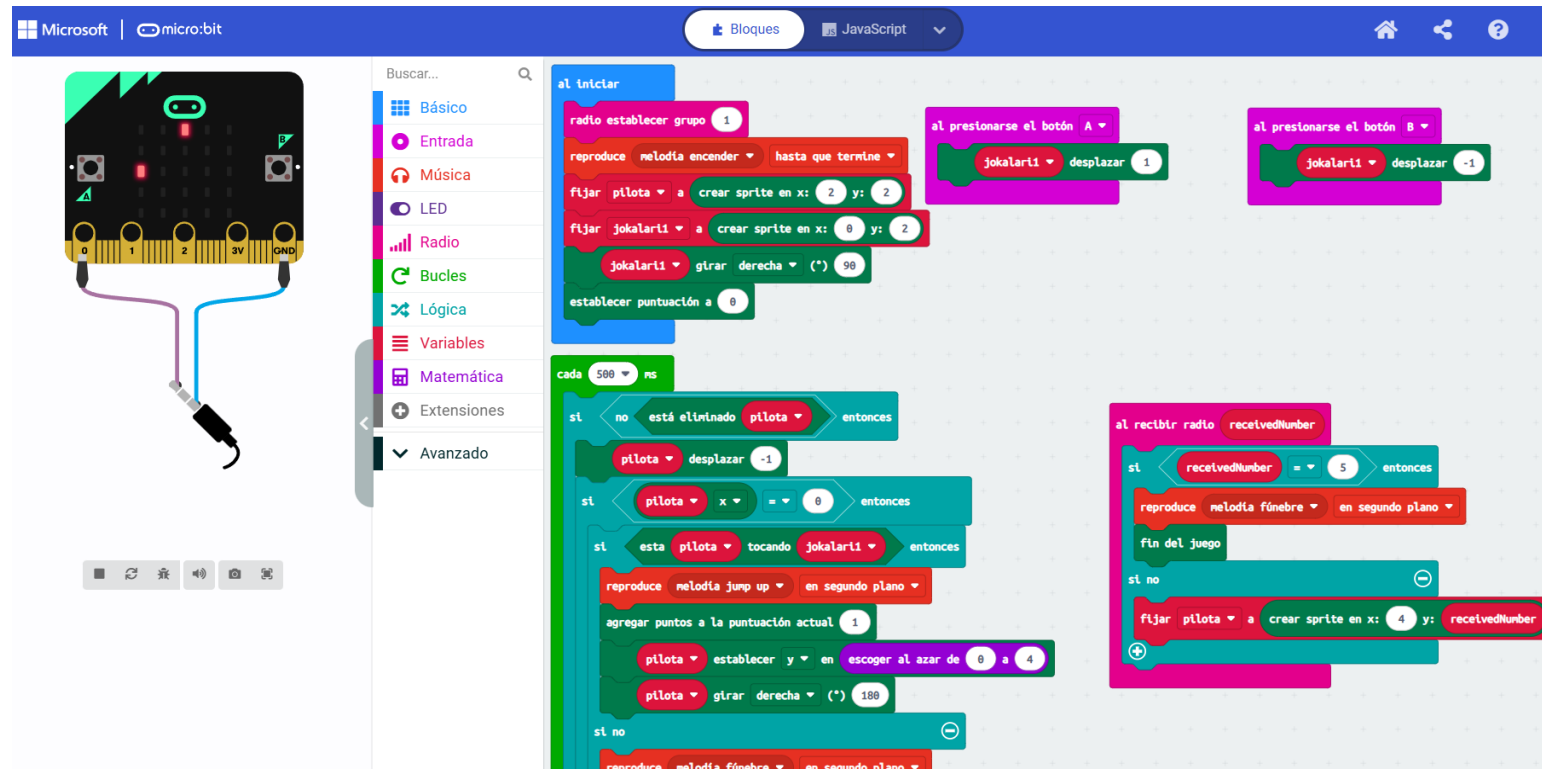 Microsoft | micro:bit
Bloques
JS JavaScript
Buscar...
Básico
Entrada
Música
LED
Radio
Bucles
Lógica
Variables
Matemática
Extensiones
Avanzado
B
A
0 1 2 3V GND
al iniciar
radio establecer grupo 1
reproduce melodía encender hasta que termine
fijar pilota a crear sprite en x: 2 y: 2
fijar jokalari1 a crear sprite en x: 0 y: 2
jokalari1 girar derecha (°) 90
establecer puntuación a 0
al presionarse el botón A
jokalari1 desplazar 1
al presionarse el botón B
jokalari1 desplazar -1
cada 500 ms
si no está eliminado pilota entonces
pilota desplazar -1
si pilota x = 0 entonces
si esta pilota tocando jokalari1 entonces
reproduce melodía jump up en segundo plano
agregar puntos a la puntuación actual 1
pilota establecer y en escoger al azar de 0 a 4
pilota girar derecha (°) 180
si no
reproduce melodía fúnebre en segundo plano
al recibir radio receivedNumber
si receivedNumber = 5 entonces
reproduce melodía fúnebre en segundo plano
fin del juego
si no
fijar pilota a crear sprite en x: 4 y: receivedNumber